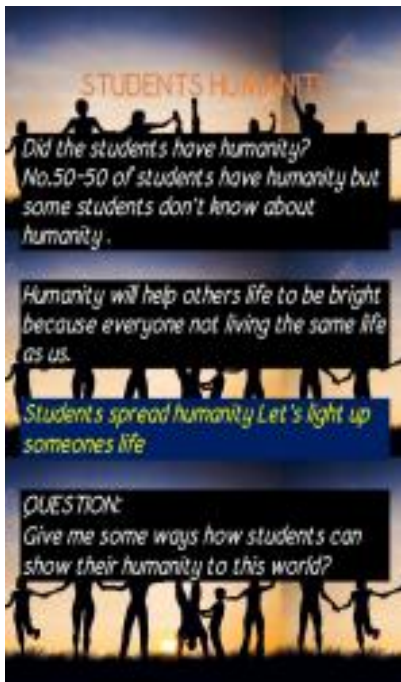 STUDENTS HUMANITY
Did the students have humanity?
No.50-50 of students have humanity but
some students don't know about
humanity .
Humanity will help others life to be bright
because everyone not living the same life
as us.
Students spread humanity Let's light up
someones life
QUESTION:
Give me some ways how students can
show their humanity to this world?